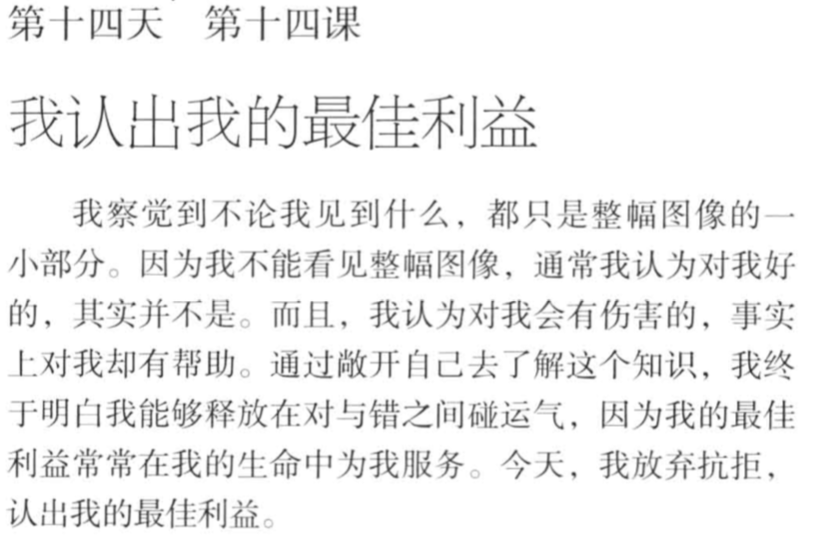 第十四天 第十四课
我认出我的最佳利益
我察觉到不论我见到什么，都只是整幅图像的一
小部分。因为我不能看见整幅图像，通常我认为对我好
的，其实并不是。而且，我认为对我会有伤害的，事实
上对我却有帮助。通过敞开自己去了解这个知识，我终
于明白我能够释放在对与错之间碰运气，因为我的最佳
利益常常在我的生命中为我服务。今天，我放弃抗拒，
认出我的最佳利益。